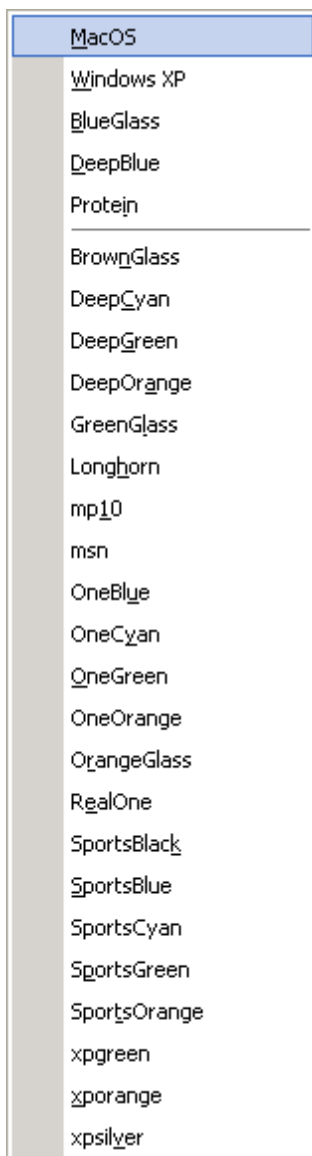 MacOS
Windows XP
BlueGlass
DeepBlue
Protein
BrownGlass
DeepCyan
DeepGreen
DeepOrange
GreenGlass
Longhorn
mp10
msn
OneBlue
OneCyan
OneGreen
OneOrange
OrangeGlass
RealOne
SportsBlack
SportsBlue
SportsCyan
SportsGreen
SportsOrange
xpgreen
xporange
xpsilver